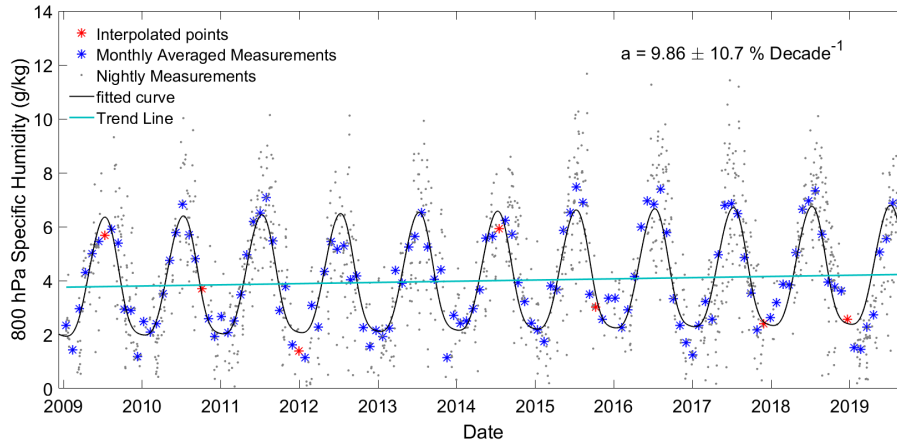 14
12
10
8
6
4
2
0
800 hPa Specific Humidity (g/kg)
Interpolated points
Monthly Averaged Measurements
Nightly Measurements
fitted curve
Trend Line
a = 9.86 ± 10.7 % Decade⁻¹
2009 2010 2011 2012 2013 2014 2015 2016 2017 2018 2019
Date